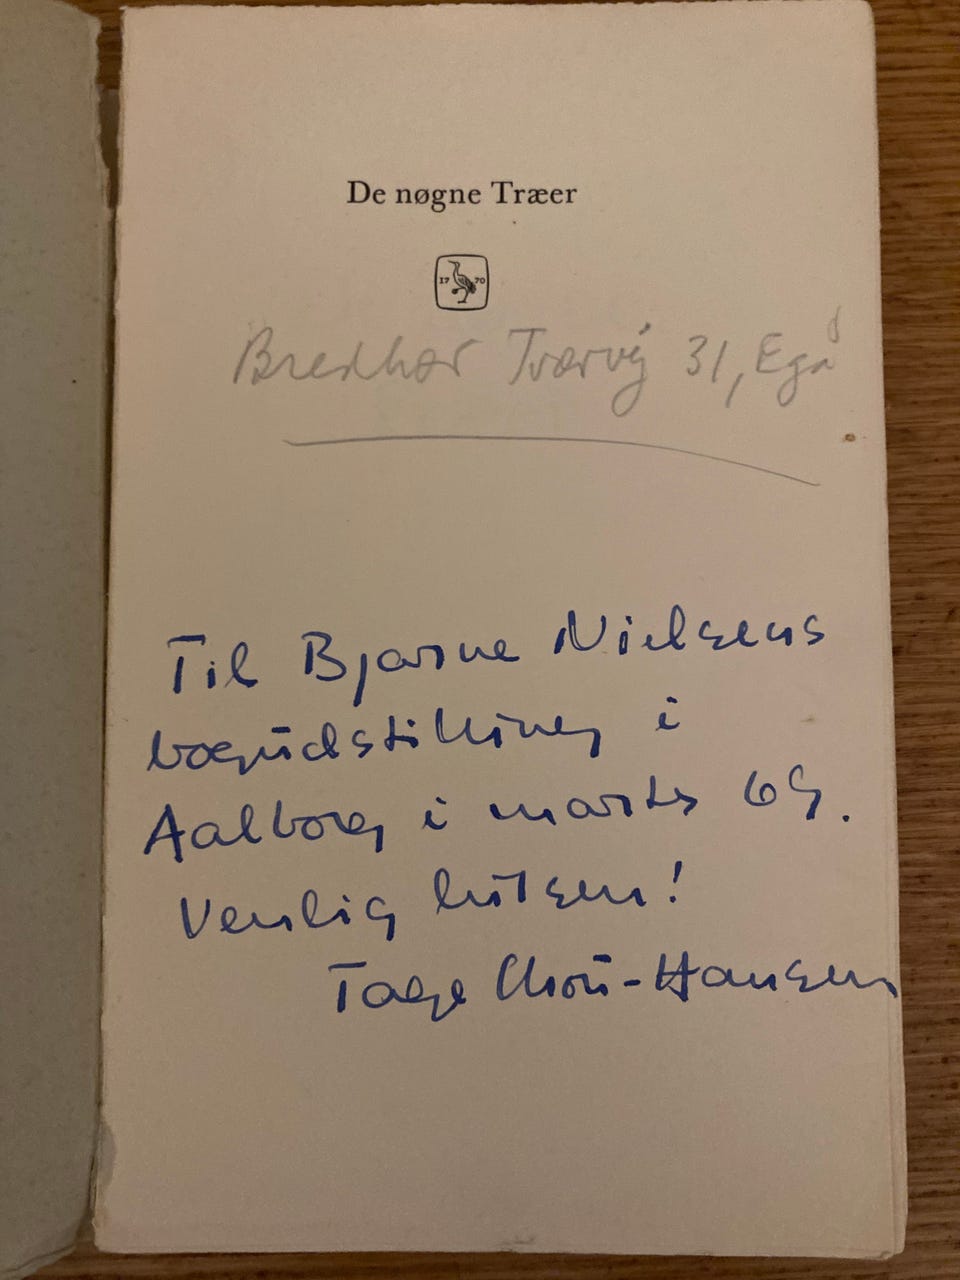 De nøgne Træer
17 70
Bredkær Tværvej 31, Egå
Til Bjarne Nielsens
bogudstilling i
Aalborg i marts 69.
Venlig hilsen!
Tage Skou-Hansen